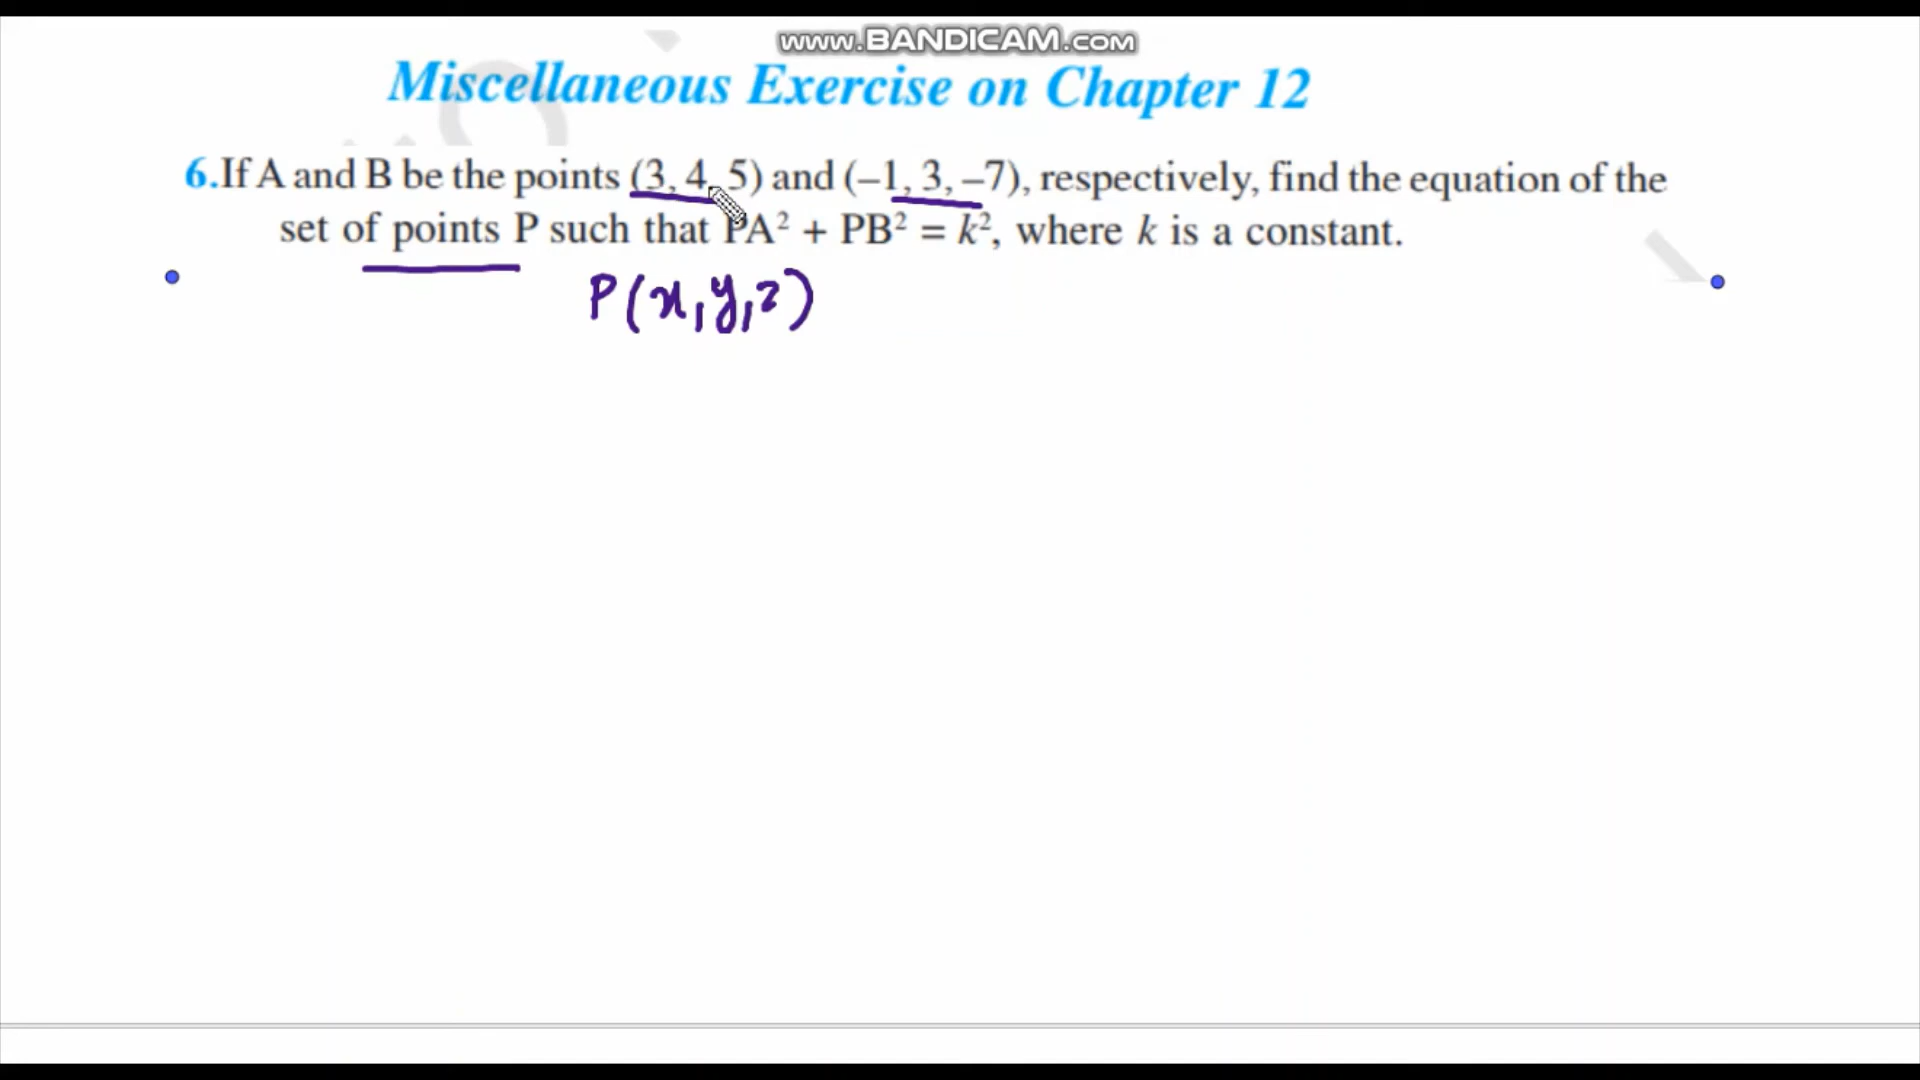 www.BANDICAM.com
Miscellaneous Exercise on Chapter 12
6.If A and B be the points (3, 4, 5) and (–1, 3, –7), respectively, find the equation of the
set of points P such that PA² + PB² = k², where k is a constant.
P(x,y,z)